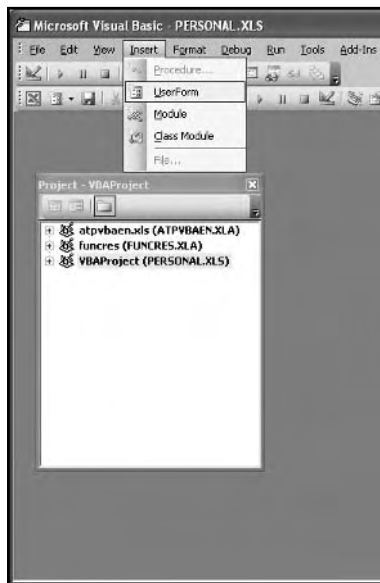 Microsoft Visual Basic - PERSONAL.XLS
File Edit View Insert Format Debug Run Tools Add-Ins
Procedure...
UserForm
Module
Class Module
File...
Project - VBAProject
atpvbaen.xls (ATPVBAEN.XLA)
funcres (FUNCRES.XLA)
VBAProject (PERSONAL.XLS)